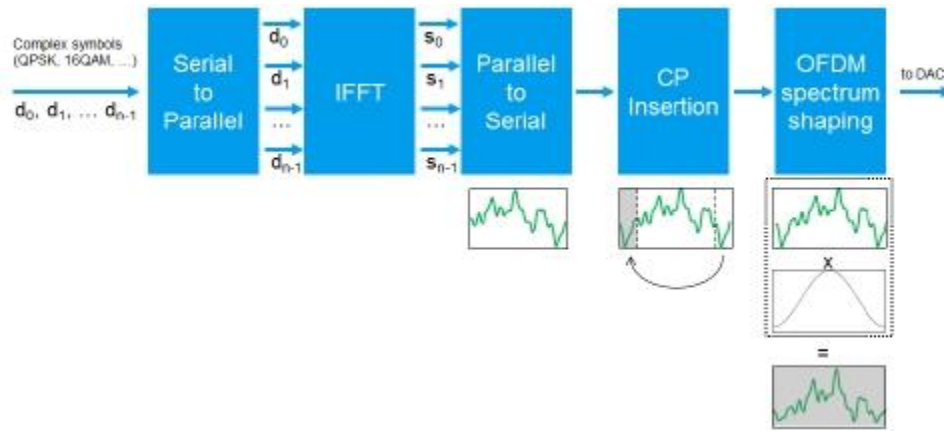 Complex symbols
(QPSK, 16QAM, ...)
d0, d1, ... dn-1
Serial
to
Parallel
d0
d1
...
dn-1
IFFT
s0
s1
...
sn-1
Parallel
to
Serial
CP
Insertion
OFDM
spectrum
shaping
to DAC
x
=